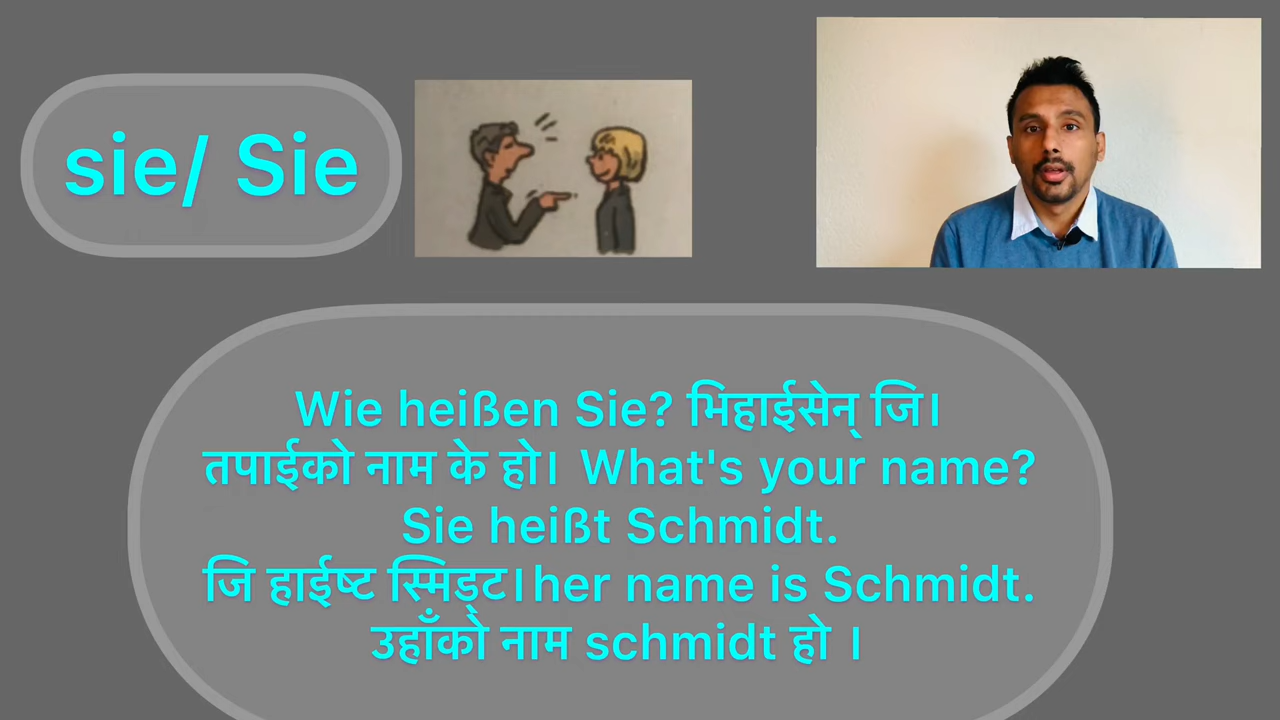 sie/ Sie
Wie heißen Sie? भिहाईसेन् जि।
तपाईको नाम के हो। What's your name?
Sie heißt Schmidt.
जि हाईष्ट स्मिड्ट।her name is Schmidt.
उहाँको नाम schmidt हो ।